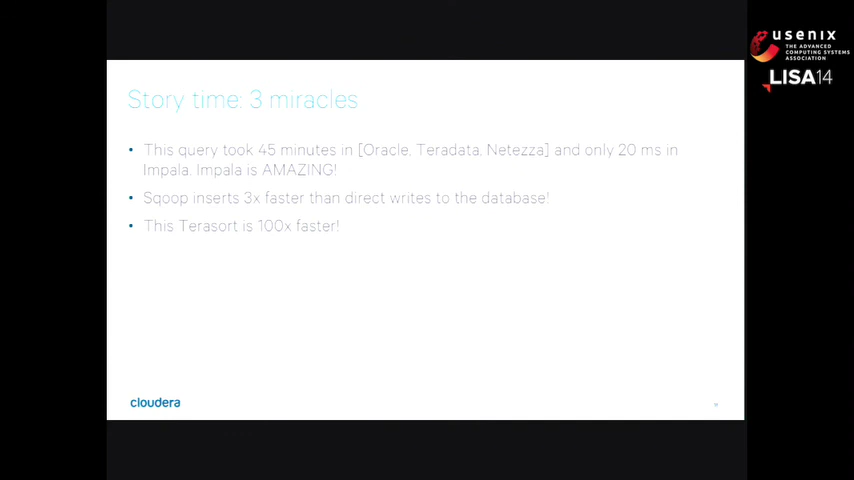 usenix
THE ADVANCED
COMPUTING SYSTEMS
ASSOCIATION
LISA14
Story time: 3 miracles
• This query took 45 minutes in [Oracle, Teradata, Netezza] and only 20 ms in
Impala. Impala is AMAZING!
• Sqoop inserts 3x faster than direct writes to the database!
• This Terasort is 100x faster!
cloudera